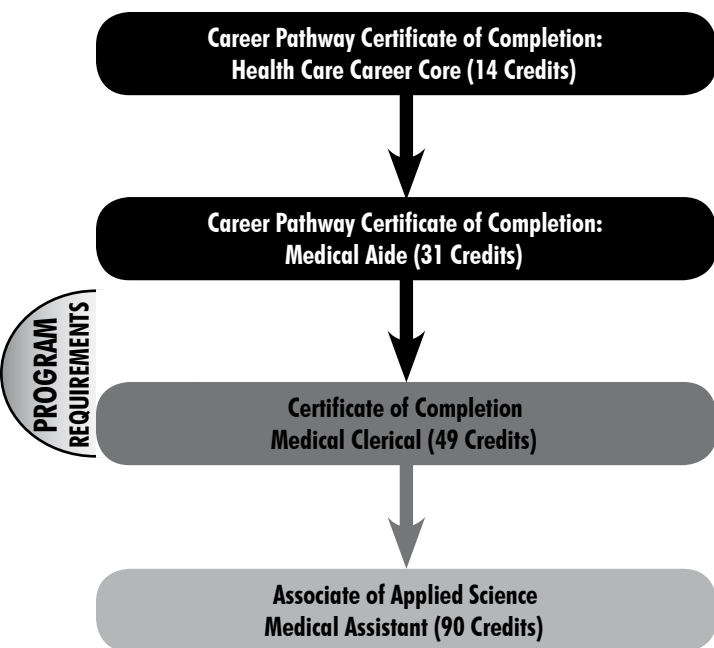 Career Pathway Certificate of Completion:
Health Care Career Core (14 Credits)
Career Pathway Certificate of Completion:
Medical Aide (31 Credits)
PROGRAM
REQUIREMENTS
Certificate of Completion
Medical Clerical (49 Credits)
Associate of Applied Science
Medical Assistant (90 Credits)